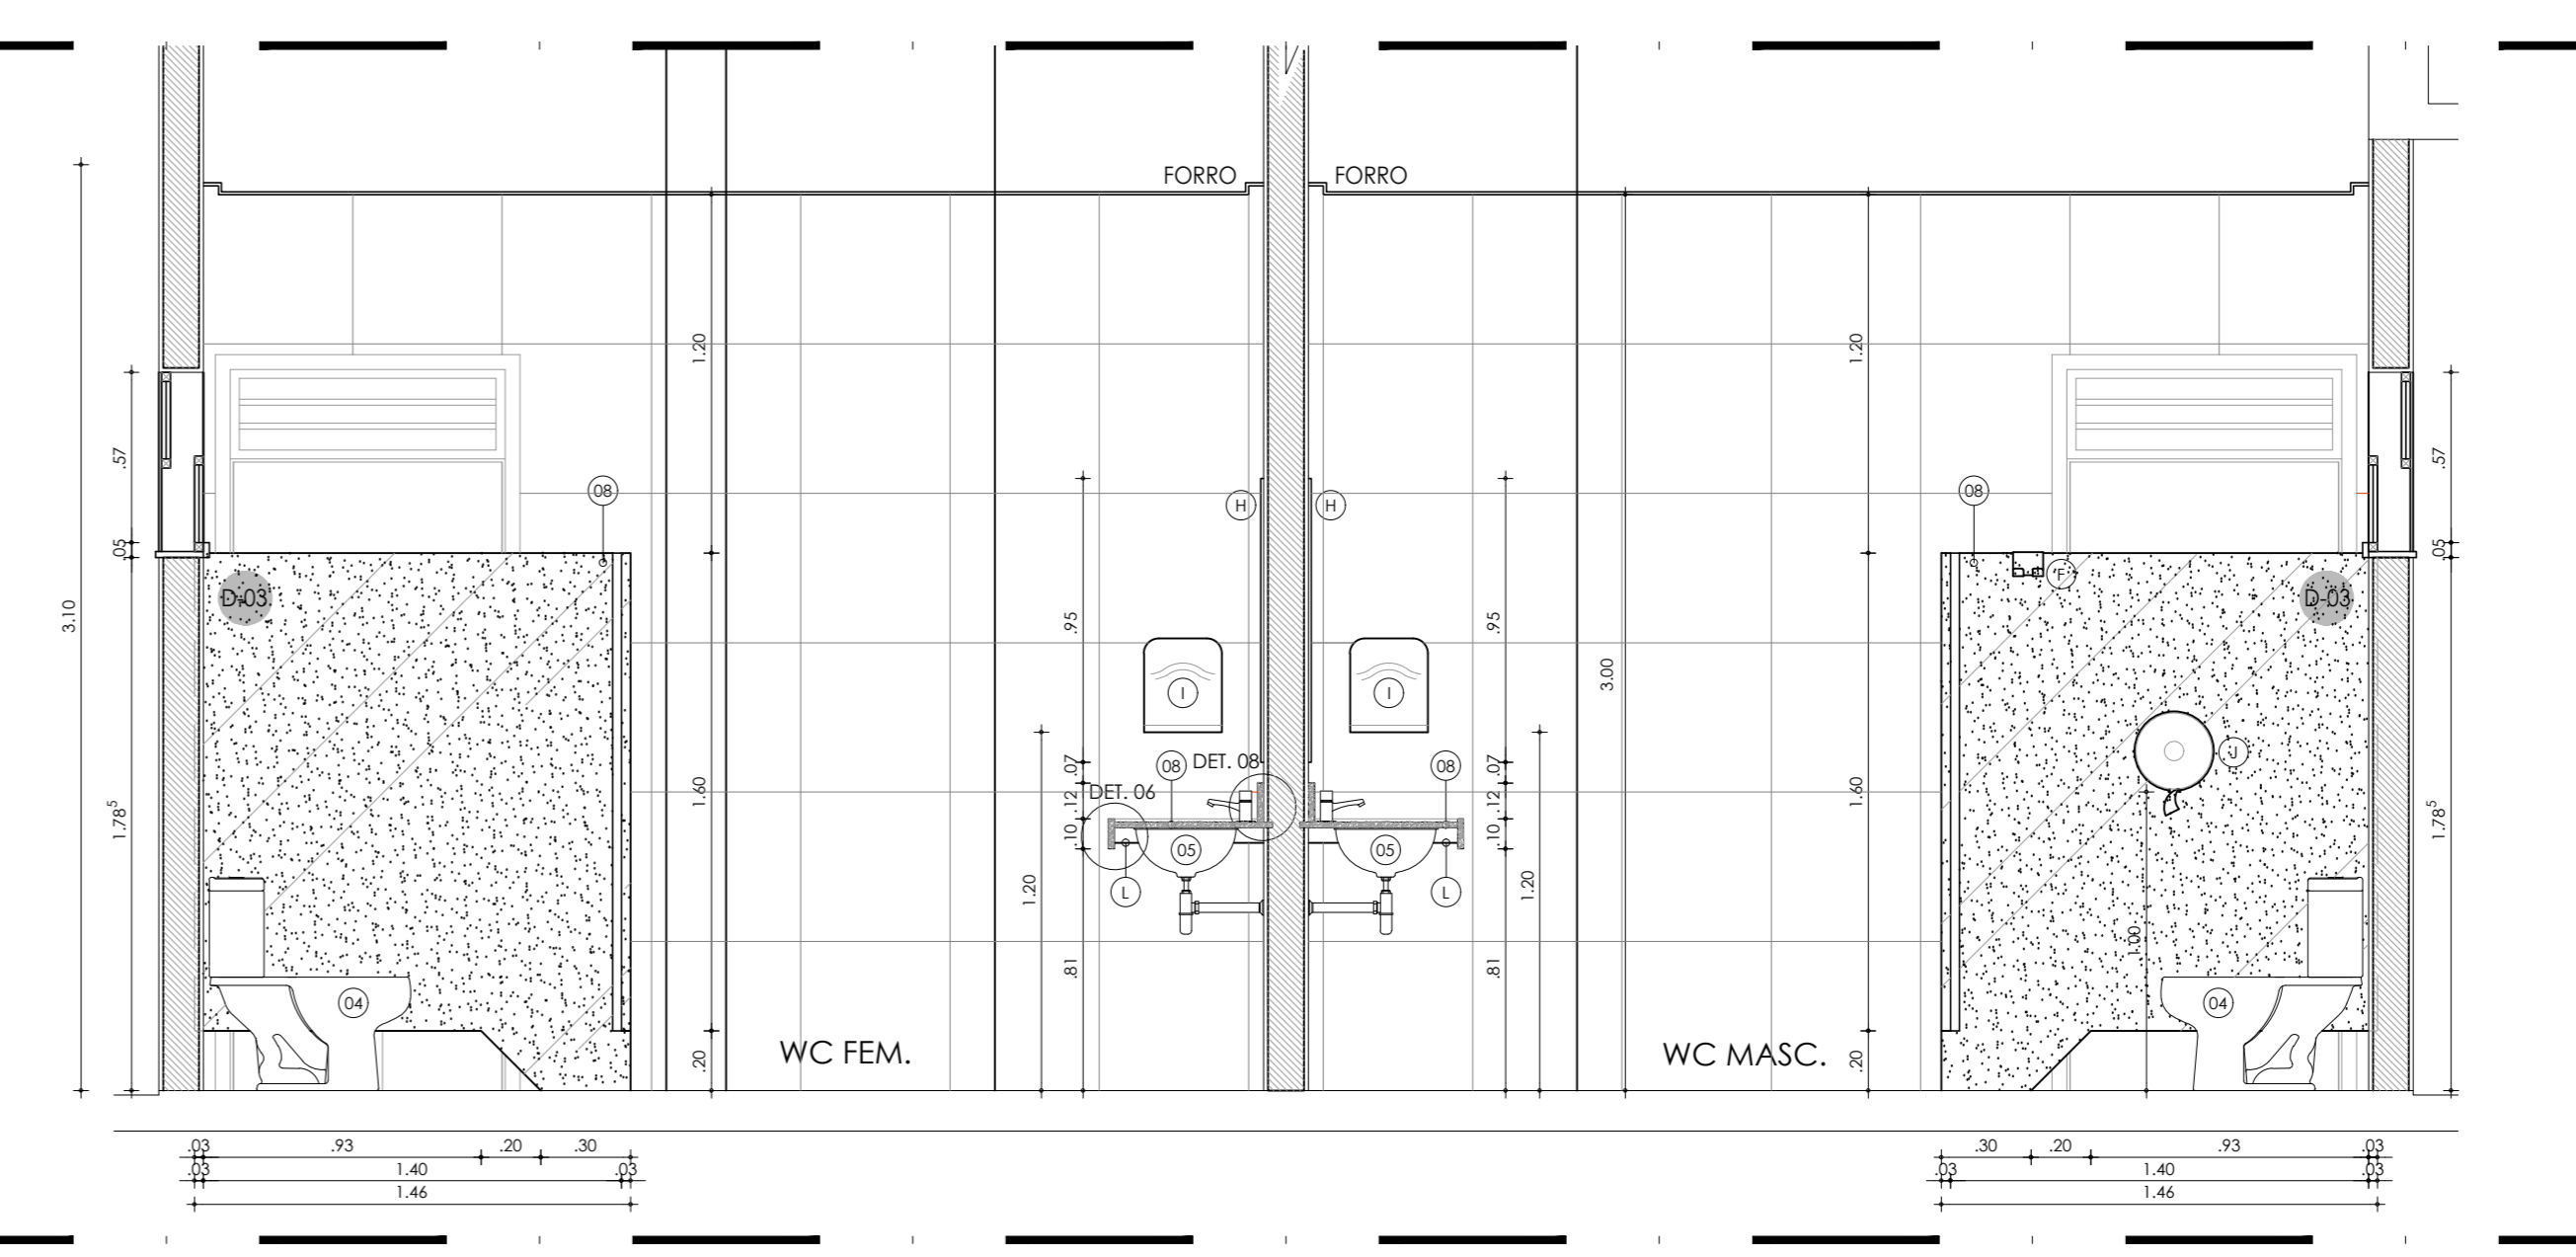 FORRO FORRO
1.20 1.20
.57 .57
08 H H 08
.05 .05
D-03 F D-03
3.10 .95 .95
I I 3.00
J
08 DET. 08 08
.07 .07
DET. 06
1.78⁵ 1.60 .12 .12 1.60 1.78⁵
.10 05 05 .10
1.20 L L 1.20
1.00
.81 .81
04 04
WC FEM. WC MASC.
.20 .20
.03 .93 .20 .30 .30 .20 .93 .03
.03 1.40 .03 .03 1.40 .03
1.46 1.46